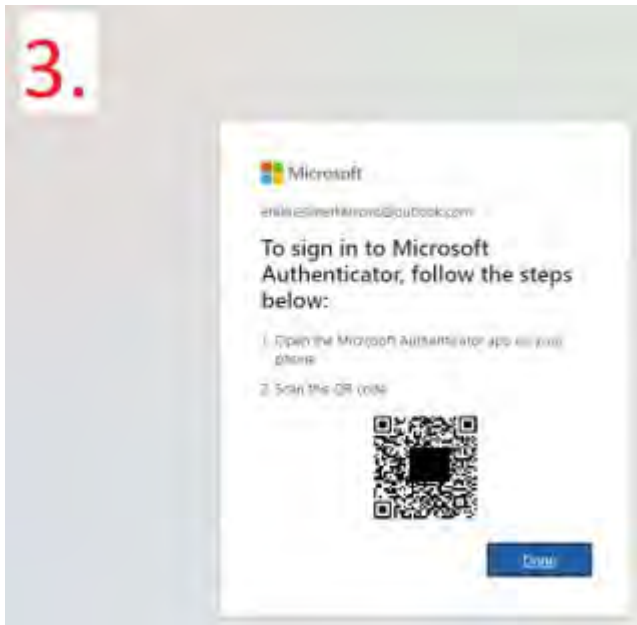 3.
Microsoft
To sign in to Microsoft
Authenticator, follow the steps
below:
1. Open the Microsoft Authenticator app on your
phone
2. Scan this QR code
Done